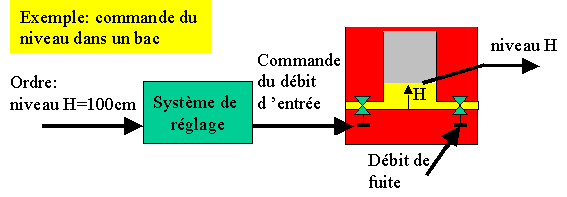 Exemple: commande du
niveau dans un bac
Ordre:
niveau H=100cm
Système de
réglage
Commande
du débit
d ’entrée
H
niveau H
Débit de
fuite